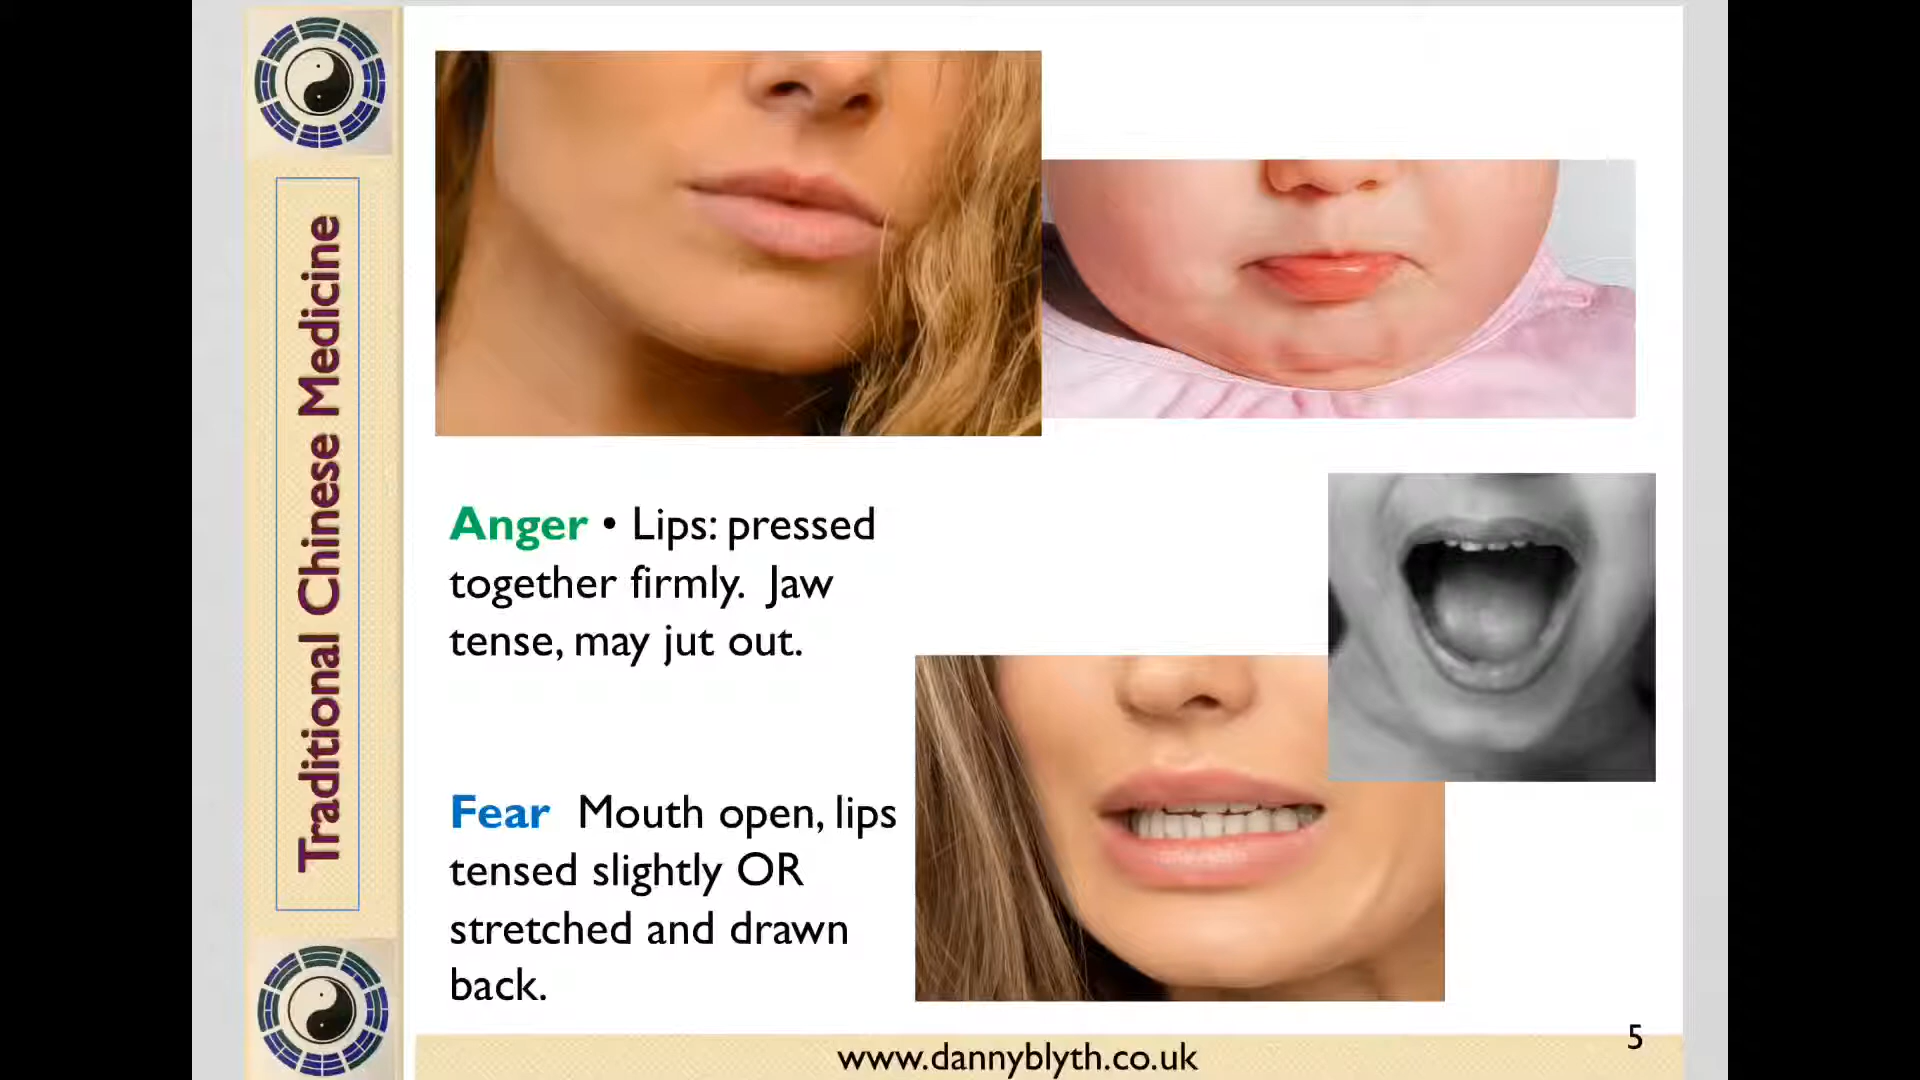 Traditional Chinese Medicine
Anger • Lips: pressed
together firmly.  Jaw
tense, may jut out.
Fear  Mouth open, lips
tensed slightly OR
stretched and drawn
back.
5
www.dannyblyth.co.uk